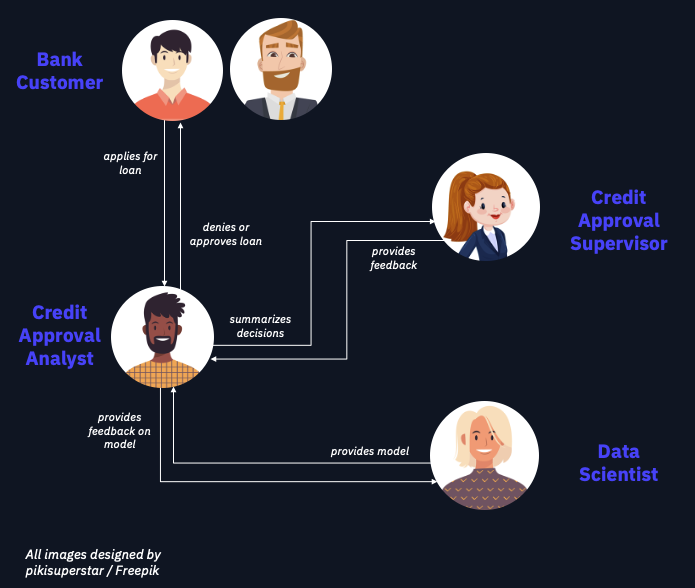 Bank
Customer
applies for
loan
denies or
approves loan
Credit
Approval
Supervisor
provides
feedback
Credit
Approval
Analyst
summarizes
decisions
provides
feedback on
model
provides model
Data
Scientist
All images designed by
pikisuperstar / Freepik